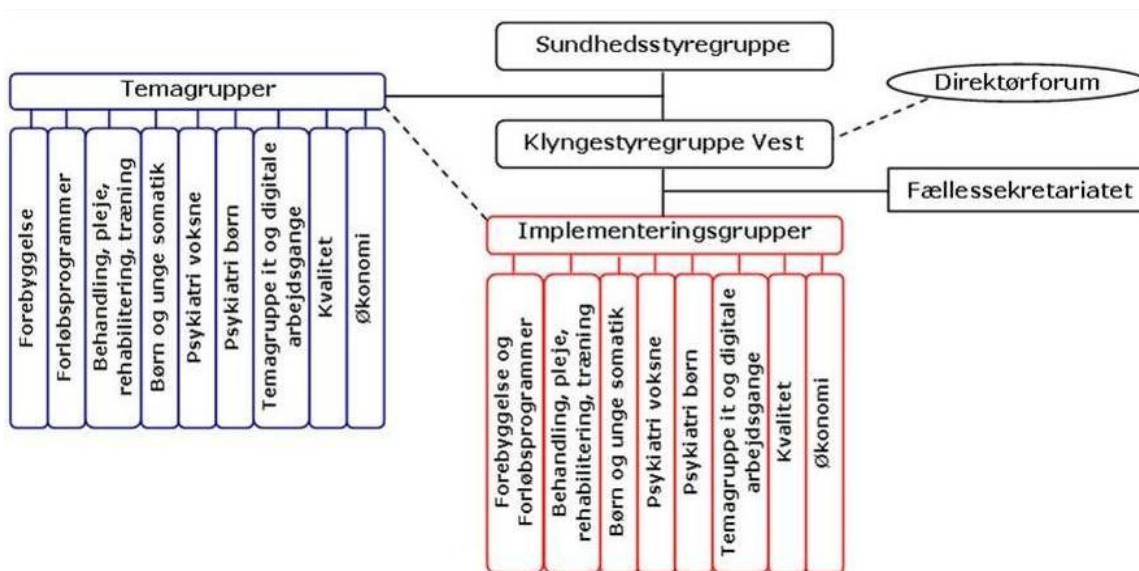 Sundhedsstyregruppe
Temagrupper
Direktørforum
Klyngestyregruppe Vest
Fællessekretariatet
Implementeringsgrupper
Forebyggelse
Forløbsprogrammer
Behandling, pleje,
rehabilitering, træning
Børn og unge somatik
Psykiatri voksne
Psykiatri børn
Temagruppe it og digitale
arbejdsgange
Kvalitet
Økonomi
Forebyggelse og
Forløbsprogrammer
Behandling, pleje,
rehabilitering, træning
Børn og unge somatik
Psykiatri voksne
Psykiatri børn
Temagruppe it og digitale
arbejdsgange
Kvalitet
Økonomi